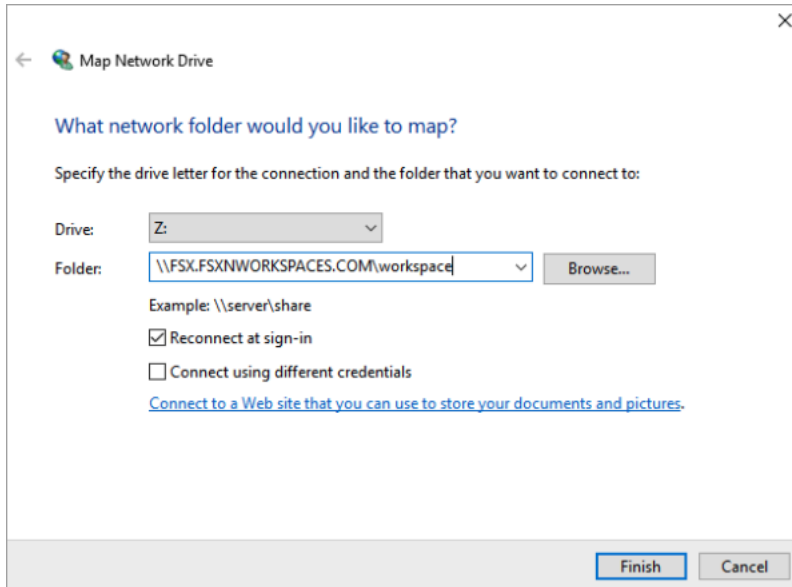 Map Network Drive
What network folder would you like to map?
Specify the drive letter for the connection and the folder that you want to connect to:
Drive: Z:
Folder: \\FSX.FSXNWORKSPACES.COM\workspace Browse...
Example: \\server\share
Reconnect at sign-in
Connect using different credentials
Connect to a Web site that you can use to store your documents and pictures.
Finish Cancel